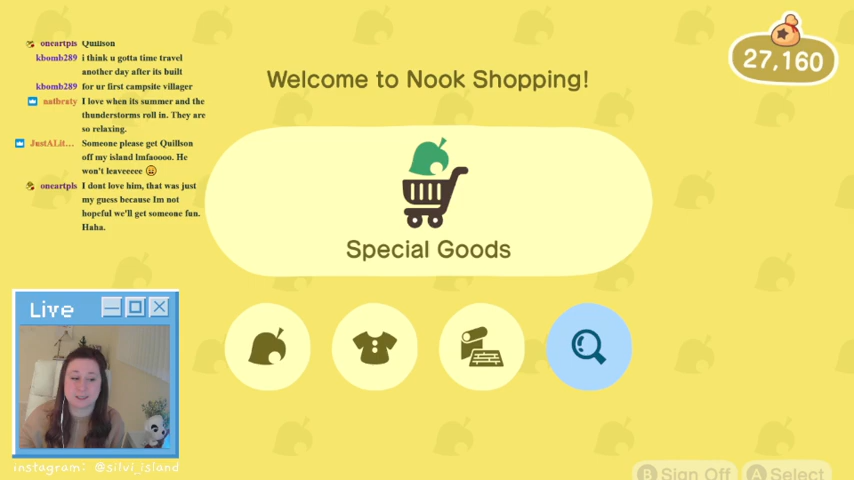 oneartpls Quillson
kbomb289 i think u gotta time travel
another day after its built
kbomb289 for ur first campsite villager
natbraty I love when its summer and the
thunderstorms roll in. They are
so relaxing.
JustALit... Someone please get Quillson
off my island lmfaoooo. He
won't leaveeeee
oneartpls I dont love him, that was just
my guess because Im not
hopeful we'll get someone fun.
Haha.
27,160
Welcome to Nook Shopping!
Special Goods
Live
instagram: @silvi_island
B Sign Off A Select